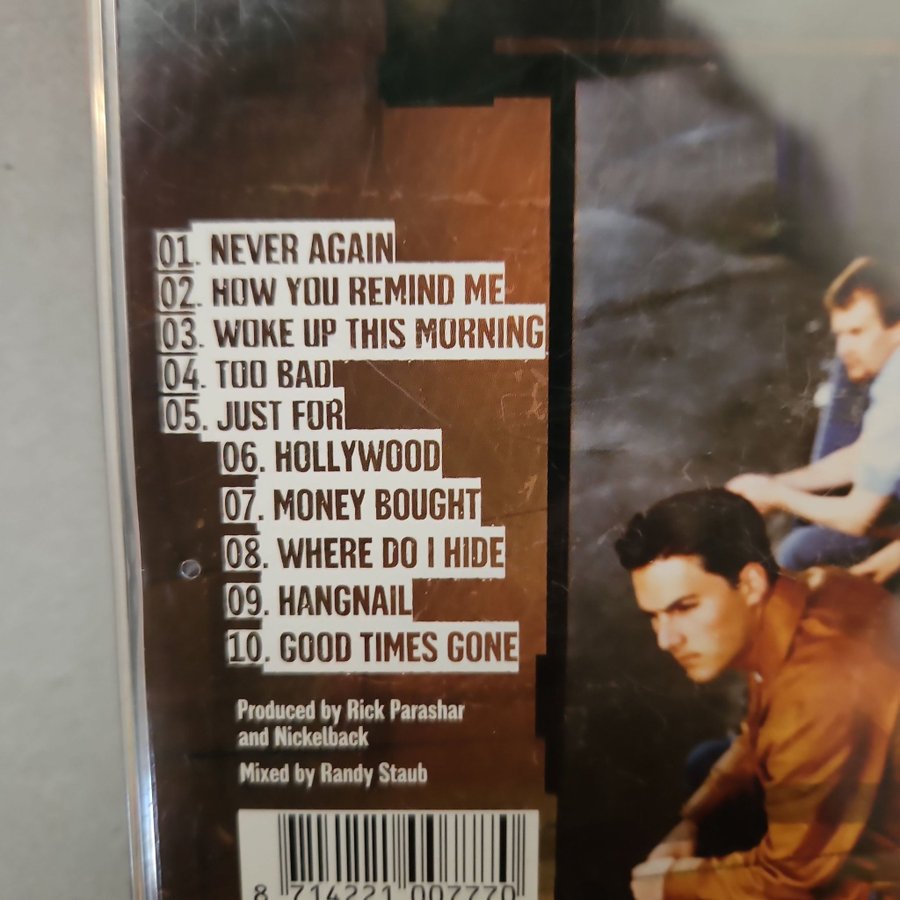 01. NEVER AGAIN
02. HOW YOU REMIND ME
03. WOKE UP THIS MORNING
04. TOO BAD
05. JUST FOR
06. HOLLYWOOD
07. MONEY BOUGHT
08. WHERE DO I HIDE
09. HANGNAIL
10. GOOD TIMES GONE
Produced by Rick Parashar
and Nickelback
Mixed by Randy Staub
8 714221 007770